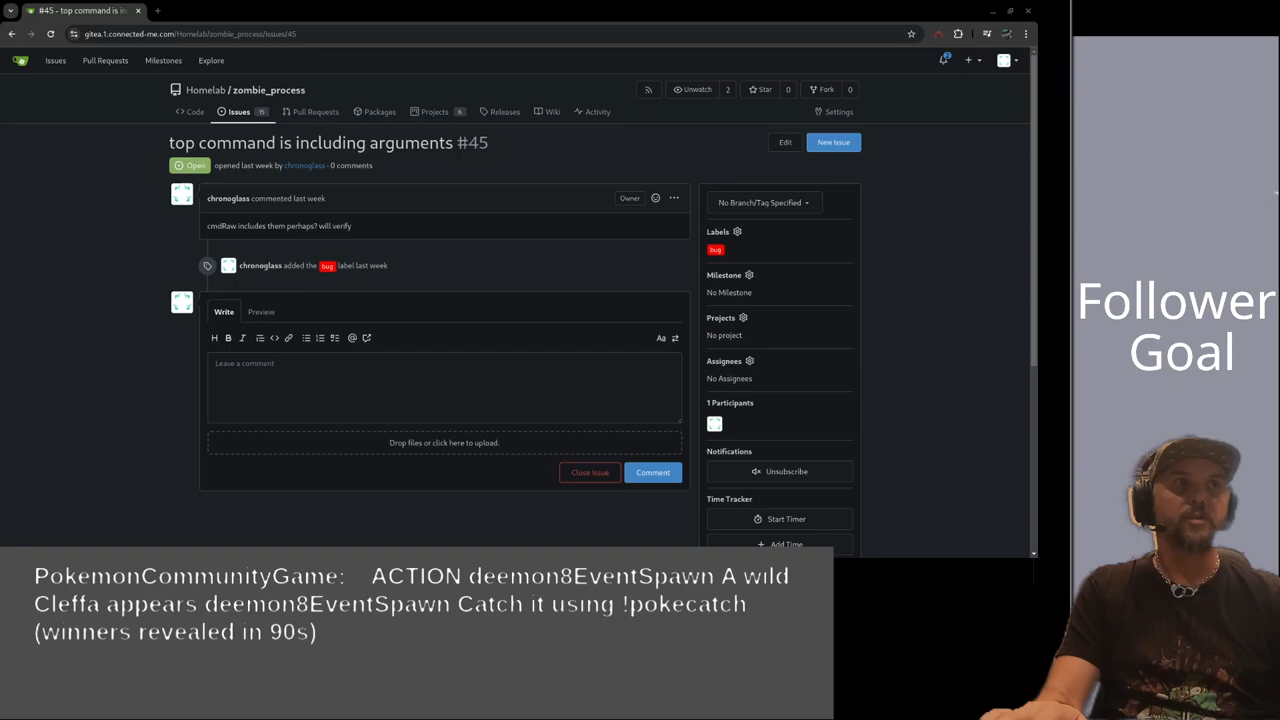 #45 - top command is in
gitea.1.connected-me.com/Homelab/zombie_process/issues/45
Issues Pull Requests Milestones Explore
2
Homelab / zombie_process
Unwatch 2 Star 0 Fork 0
Code Issues 15 Pull Requests Packages Projects 6 Releases Wiki Activity Settings
top command is including arguments #45
Edit New Issue
Open opened last week by chronoglass · 0 comments
chronoglass commented last week Owner
cmdRaw includes them perhaps? will verify
chronoglass added the bug label last week
Write Preview
H B I Aa
Leave a comment
Drop files or click here to upload.
Close Issue Comment
No Branch/Tag Specified
Labels
bug
Milestone
No Milestone
Projects
No project
Assignees
No Assignees
1 Participants
Notifications
Unsubscribe
Time Tracker
Start Timer
Add Time
Follower
Goal
PokemonCommunityGame: ACTION deemon8EventSpawn A wild
Cleffa appears deemon8EventSpawn Catch it using !pokecatch
(winners revealed in 90s)